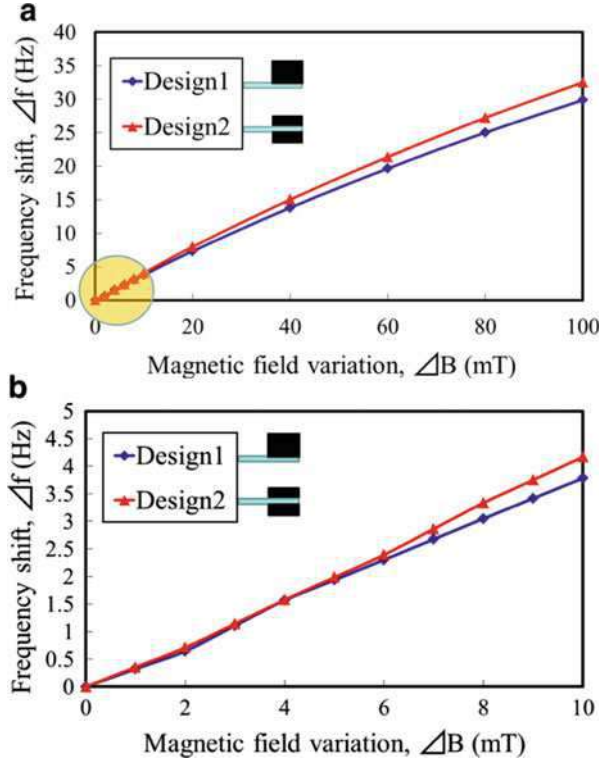 a
40
35
30
25
20
15
10
5
0
Frequency shift, ⊿f (Hz)
Design1
Design2
0 20 40 60 80 100
Magnetic field variation, ⊿B (mT)
b
5
4.5
4
3.5
3
2.5
2
1.5
1
0.5
0
Frequency shift, ⊿f (Hz)
Design1
Design2
0 2 4 6 8 10
Magnetic field variation, ⊿B (mT)